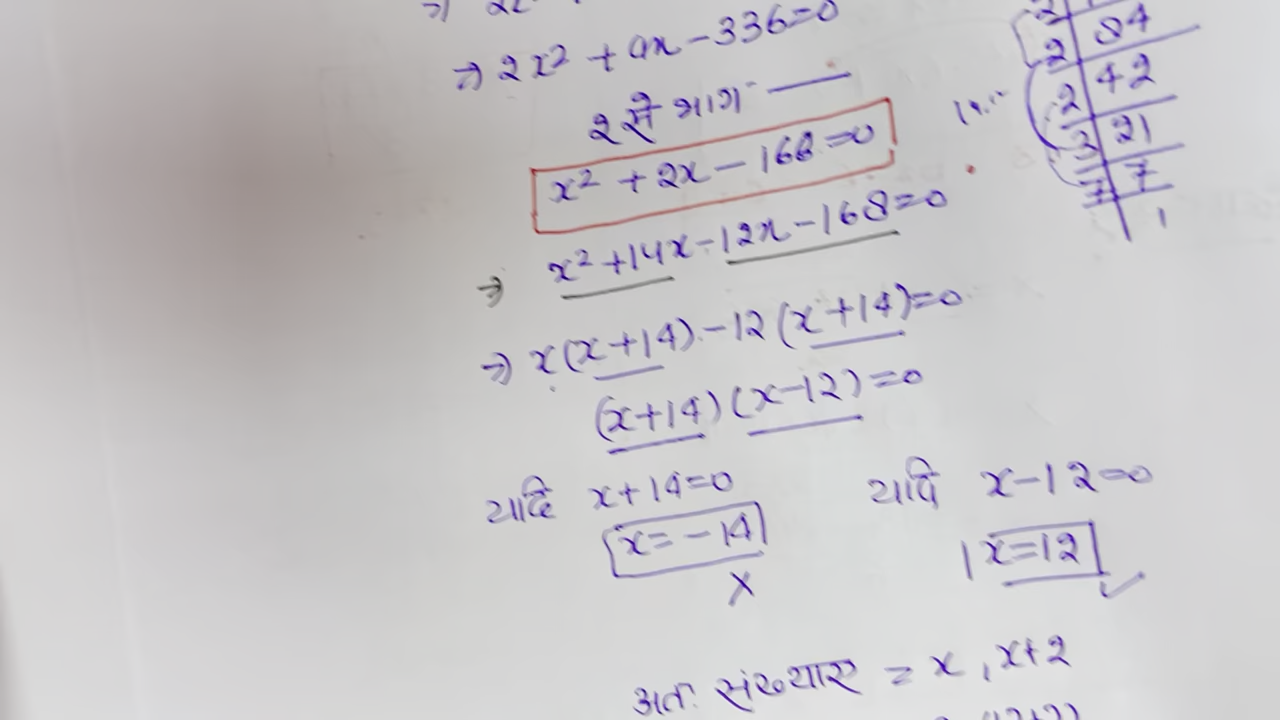 ⇒ 2x² + 4x - 336 = 0
2 से भाग —
x² + 2x - 168 = 0
⇒ x² + 14x - 12x - 168 = 0
⇒ x(x + 14) - 12(x + 14) = 0
(x + 14)(x - 12) = 0
यदि x + 14 = 0
x = -14
X
यदि x - 12 = 0
x = 12 ✓
अतः संख्याए = x, x+2
2
2 84
2 42
3 21
7 7
1